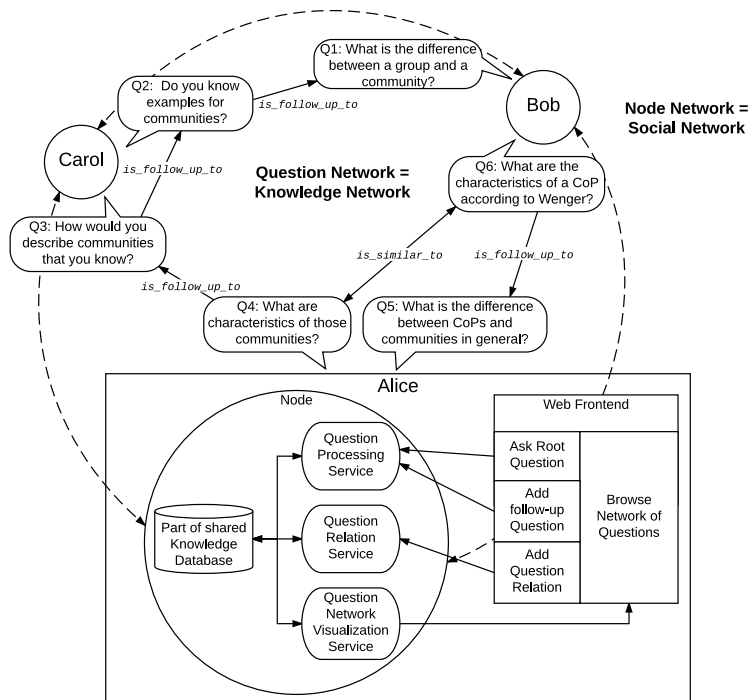 Q1: What is the difference
between a group and a
community?
Q2:  Do you know
examples for
communities?
is_follow_up_to
Bob
Node Network =
Social Network
Carol
is_follow_up_to
Question Network =
Knowledge Network
Q6: What are the
characteristics of a CoP
according to Wenger?
Q3: How would you
describe communities
that you know?
is_similar_to
is_follow_up_to
is_follow_up_to
Q4: What are
characteristics of those
communities?
Q5: What is the difference
between CoPs and
communities in general?
Alice
Node
Web Frontend
Question
Processing
Service
Ask Root
Question
Add
follow-up
Question
Browse
Network of
Questions
Part of shared
Knowledge
Database
Question
Relation
Service
Add
Question
Relation
Question
Network
Visualization
Service